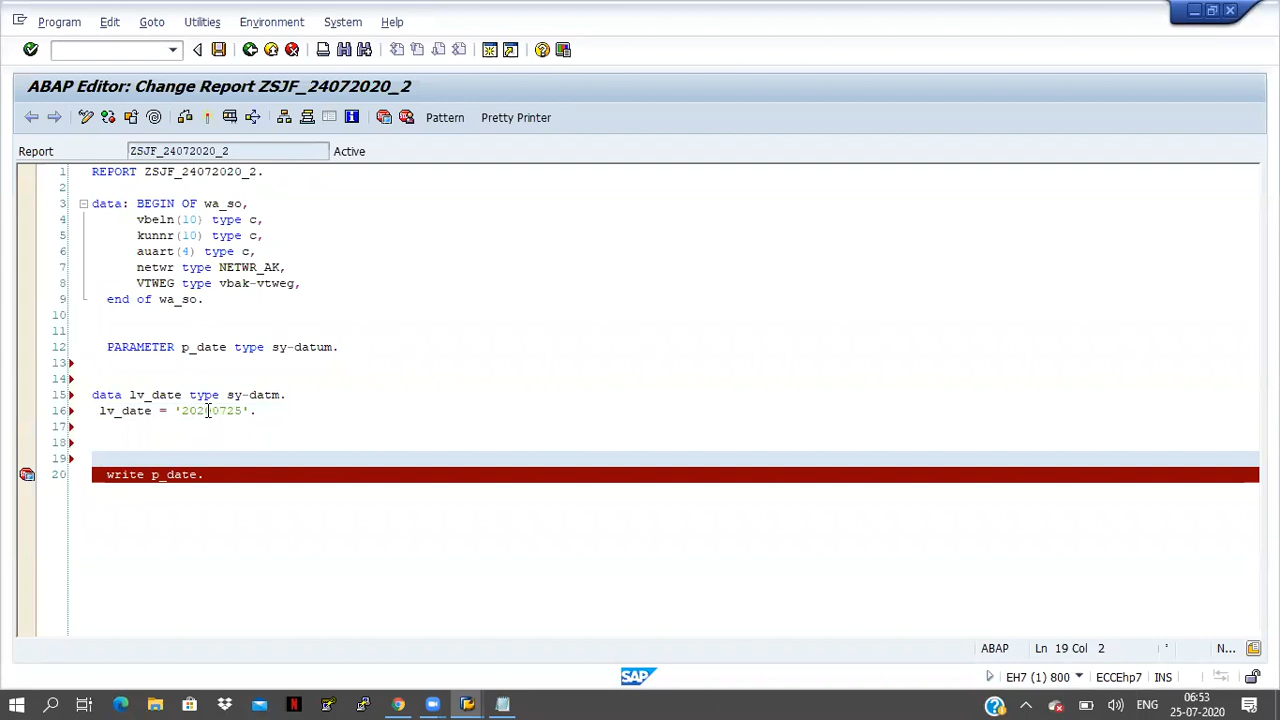 Program Edit Goto Utilities Environment System Help
ABAP Editor: Change Report ZSJF_24072020_2
Pattern Pretty Printer
Report ZSJF_24072020_2 Active
1 REPORT ZSJF_24072020_2.
2
3 data: BEGIN OF wa_so,
4 vbeln(10) type c,
5 kunnr(10) type c,
6 auart(4) type c,
7 netwr type NETWR_AK,
8 VTWEG type vbak-vtweg,
9 end of wa_so.
10
11
12 PARAMETER p_date type sy-datum.
13
14
15 data lv_date type sy-datm.
16 lv_date = '20200725'.
17
18
19
20 write p_date.
ABAP Ln 19 Col 2 N...
SAP
EH7 (1) 800 ECCEhp7 INS
ENG 06:53
25-07-2020